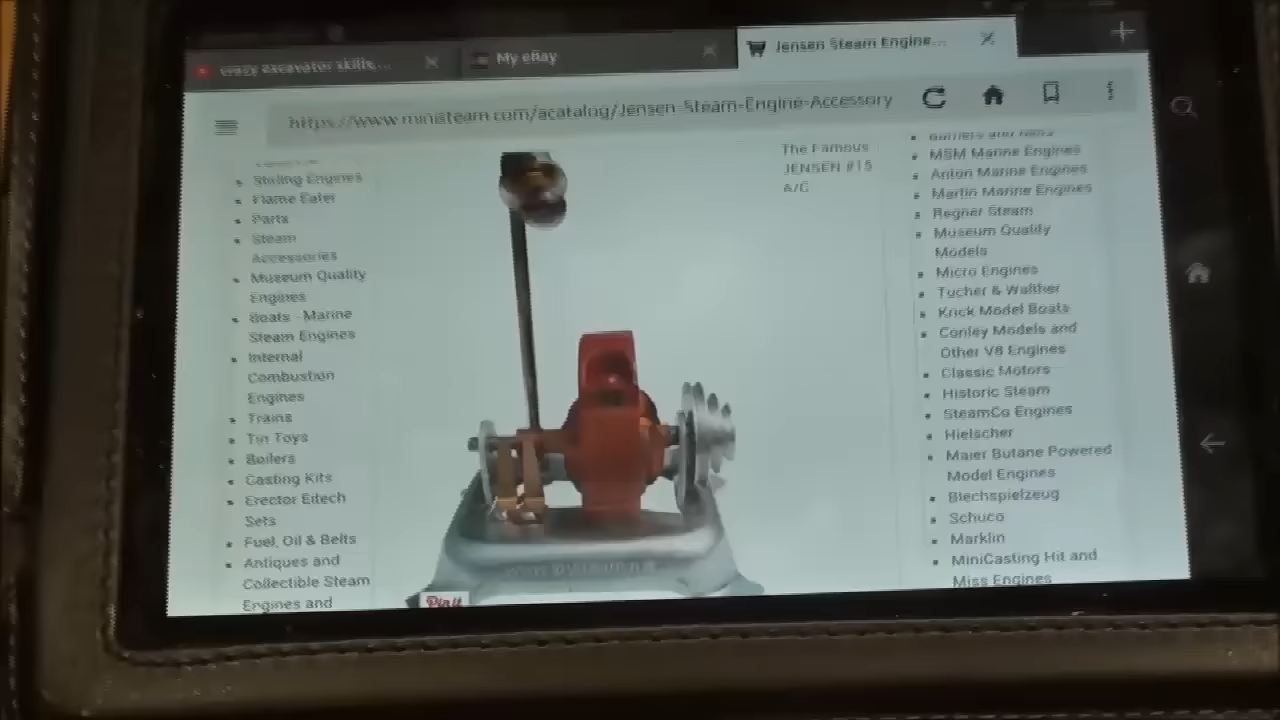 crazy excavator skills...
My eBay
Jensen Steam Engine...
https://www.ministeam.com/acatalog/Jensen-Steam-Engine-Accessory
Stirling Engines
Flame Eater
Parts
Steam
Accessories
Museum Quality
Engines
Boats - Marine
Steam Engines
Internal
Combustion
Engines
Trains
Tin Toys
Boilers
Casting Kits
Erector Eitech
Sets
Fuel, Oil & Belts
Antiques and
Collectible Steam
Engines and
The Famous
JENSEN #15
A/C
Pin it
MSM Marine Engines
Anton Marine Engines
Martin Marine Engines
Regner Steam
Museum Quality
Models
Micro Engines
Tucher & Walther
Krick Model Boats
Conley Models and
Other V8 Engines
Classic Motors
Historic Steam
SteamCo Engines
Hielscher
Maier Butane Powered
Model Engines
Blechspielzeug
Schuco
Marklin
MiniCasting Hit and
Miss Engines